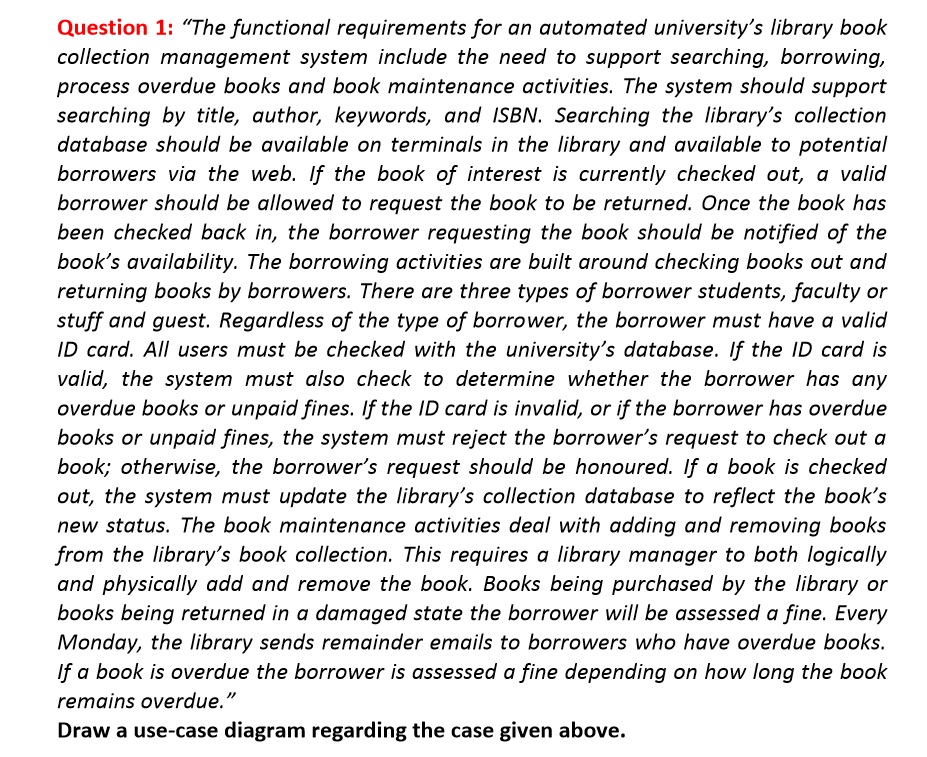 Question 1: “The functional requirements for an automated university’s library book
collection management system include the need to support searching, borrowing,
process overdue books and book maintenance activities. The system should support
searching by title, author, keywords, and ISBN. Searching the library’s collection
database should be available on terminals in the library and available to potential
borrowers via the web. If the book of interest is currently checked out, a valid
borrower should be allowed to request the book to be returned. Once the book has
been checked back in, the borrower requesting the book should be notified of the
book’s availability. The borrowing activities are built around checking books out and
returning books by borrowers. There are three types of borrower students, faculty or
stuff and guest. Regardless of the type of borrower, the borrower must have a valid
ID card. All users must be checked with the university’s database. If the ID card is
valid, the system must also check to determine whether the borrower has any
overdue books or unpaid fines. If the ID card is invalid, or if the borrower has overdue
books or unpaid fines, the system must reject the borrower’s request to check out a
book; otherwise, the borrower’s request should be honoured. If a book is checked
out, the system must update the library’s collection database to reflect the book’s
new status. The book maintenance activities deal with adding and removing books
from the library’s book collection. This requires a library manager to both logically
and physically add and remove the book. Books being purchased by the library or
books being returned in a damaged state the borrower will be assessed a fine. Every
Monday, the library sends remainder emails to borrowers who have overdue books.
If a book is overdue the borrower is assessed a fine depending on how long the book
remains overdue.”
Draw a use-case diagram regarding the case given above.